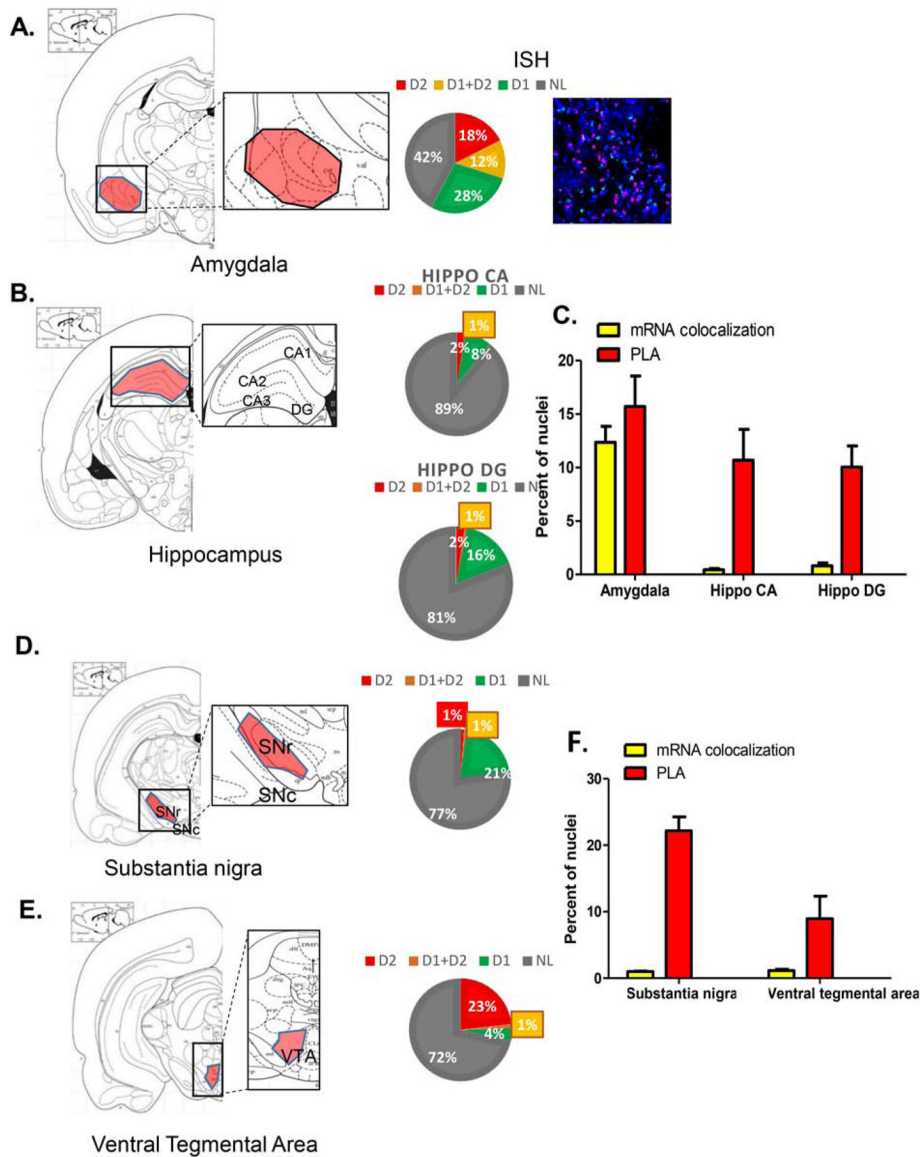 A.
ISH
D2 D1+D2 D1 NL
18%
42%
12%
28%
Amygdala
B.
HIPPO CA
D2 D1+D2 D1 NL
1%
2%
8%
89%
CA1
CA2
CA3
DG
Hippocampus
HIPPO DG
D2 D1+D2 D1 NL
1%
2%
16%
81%
C.
mRNA colocalization
PLA
Percent of nuclei
20
15
10
5
0
Amygdala Hippo CA Hippo DG
D.
D2 D1+D2 D1 NL
1%
1%
21%
77%
SNr
SNc
SNr
SNc
Substantia nigra
E.
VTA
D2 D1+D2 D1 NL
23%
1%
4%
72%
Ventral Tegmental Area
F.
mRNA colocalization
PLA
Percent of nuclei
30
20
10
0
Substantia nigra Ventral tegmental area